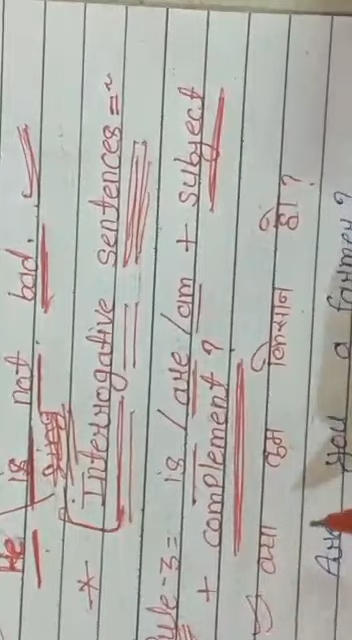 He is not bad.
* Interrogative sentences =~
Rule-3= is/are/am + subject
+ complement?
क्या तुम किसान हो?
Are you a farmer?